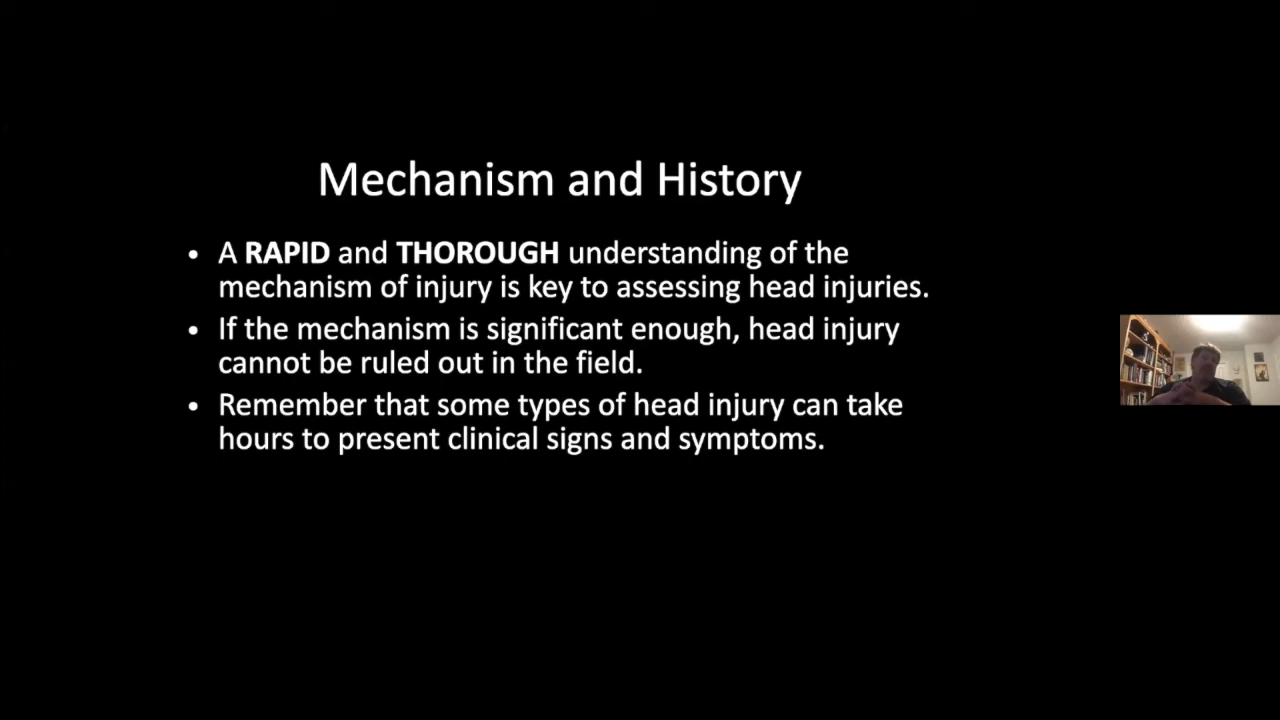 Mechanism and History
• A RAPID and THOROUGH understanding of the
mechanism of injury is key to assessing head injuries.
• If the mechanism is significant enough, head injury
cannot be ruled out in the field.
• Remember that some types of head injury can take
hours to present clinical signs and symptoms.